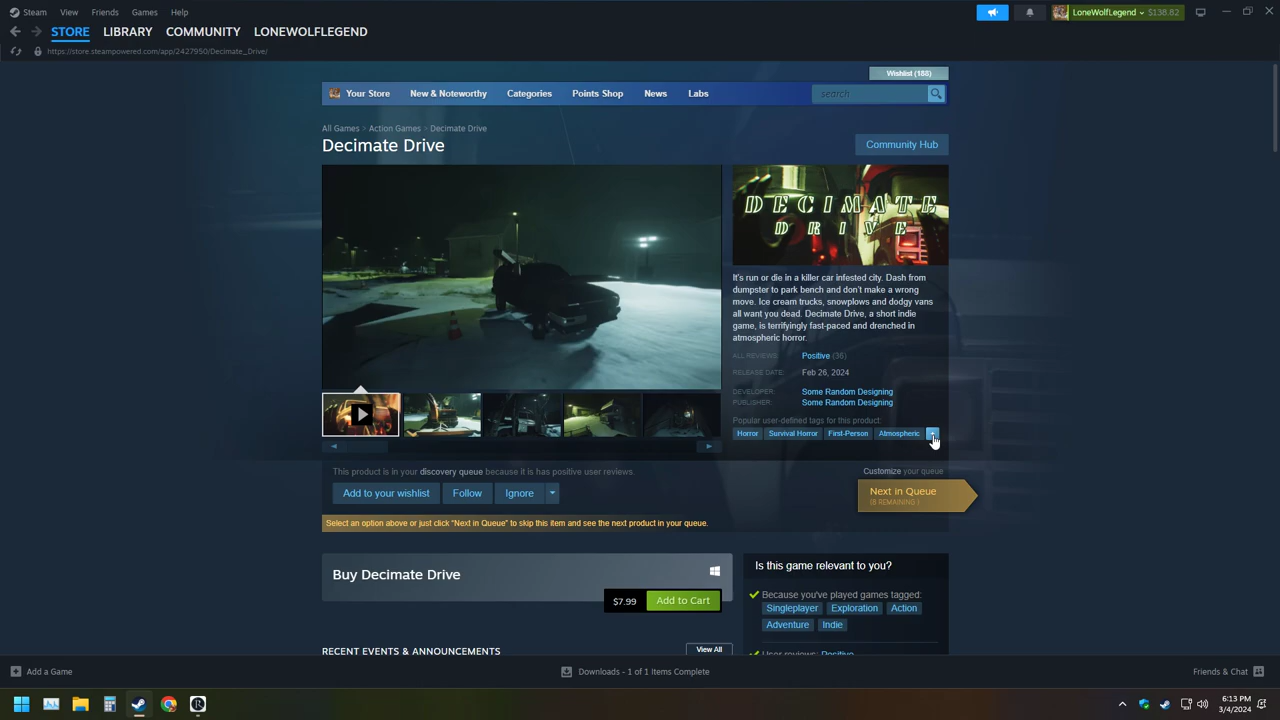 Steam View Friends Games Help LoneWolfLegend $138.82
STORE LIBRARY COMMUNITY LONEWOLFLEGEND
https://store.steampowered.com/app/2427950/Decimate_Drive/
Wishlist (188)
Your Store New & Noteworthy Categories Points Shop News Labs search
All Games > Action Games > Decimate Drive
Decimate Drive
Community Hub
DECIMATE
DRIVE
It's run or die in a killer car infested city. Dash from
dumpster to park bench and don't make a wrong
move. Ice cream trucks, snowplows and dodgy vans
all want you dead. Decimate Drive, a short indie
game, is terrifyingly fast-paced and drenched in
atmospheric horror.
ALL REVIEWS: Positive (36)
RELEASE DATE: Feb 26, 2024
DEVELOPER: Some Random Designing
PUBLISHER: Some Random Designing
Popular user-defined tags for this product:
Horror Survival Horror First-Person Atmospheric
This product is in your discovery queue because it has positive user reviews.
Customize your queue
Add to your wishlist Follow Ignore
Next in Queue
(8 REMAINING )
Select an option above or just click "Next in Queue" to skip this item and see the next product in your queue.
Buy Decimate Drive
$7.99 Add to Cart
Is this game relevant to you?
Because you've played games tagged:
Singleplayer Exploration Action
Adventure Indie
User reviews: Positive
RECENT EVENTS & ANNOUNCEMENTS View All
Add a Game Downloads - 1 of 1 Items Complete Friends & Chat
6:13 PM
3/4/2024